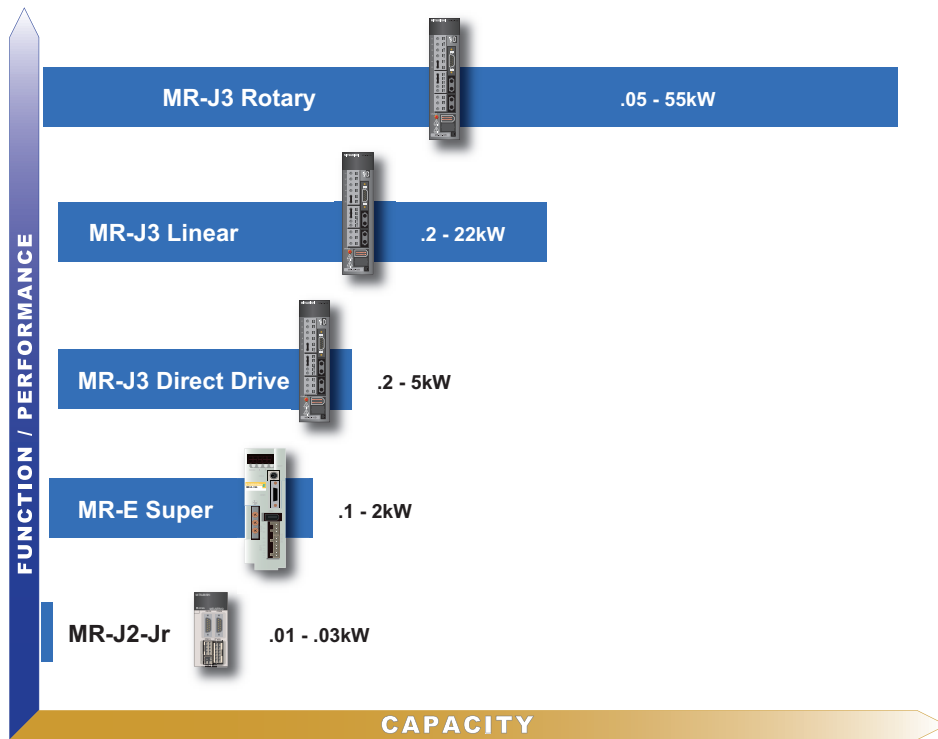 MR-J3 Rotary
.05 - 55kW
MR-J3 Linear
.2 - 22kW
MR-J3 Direct Drive
.2 - 5kW
MR-E Super
.1 - 2kW
MR-J2-Jr
.01 - .03kW
FUNCTION / PERFORMANCE
CAPACITY